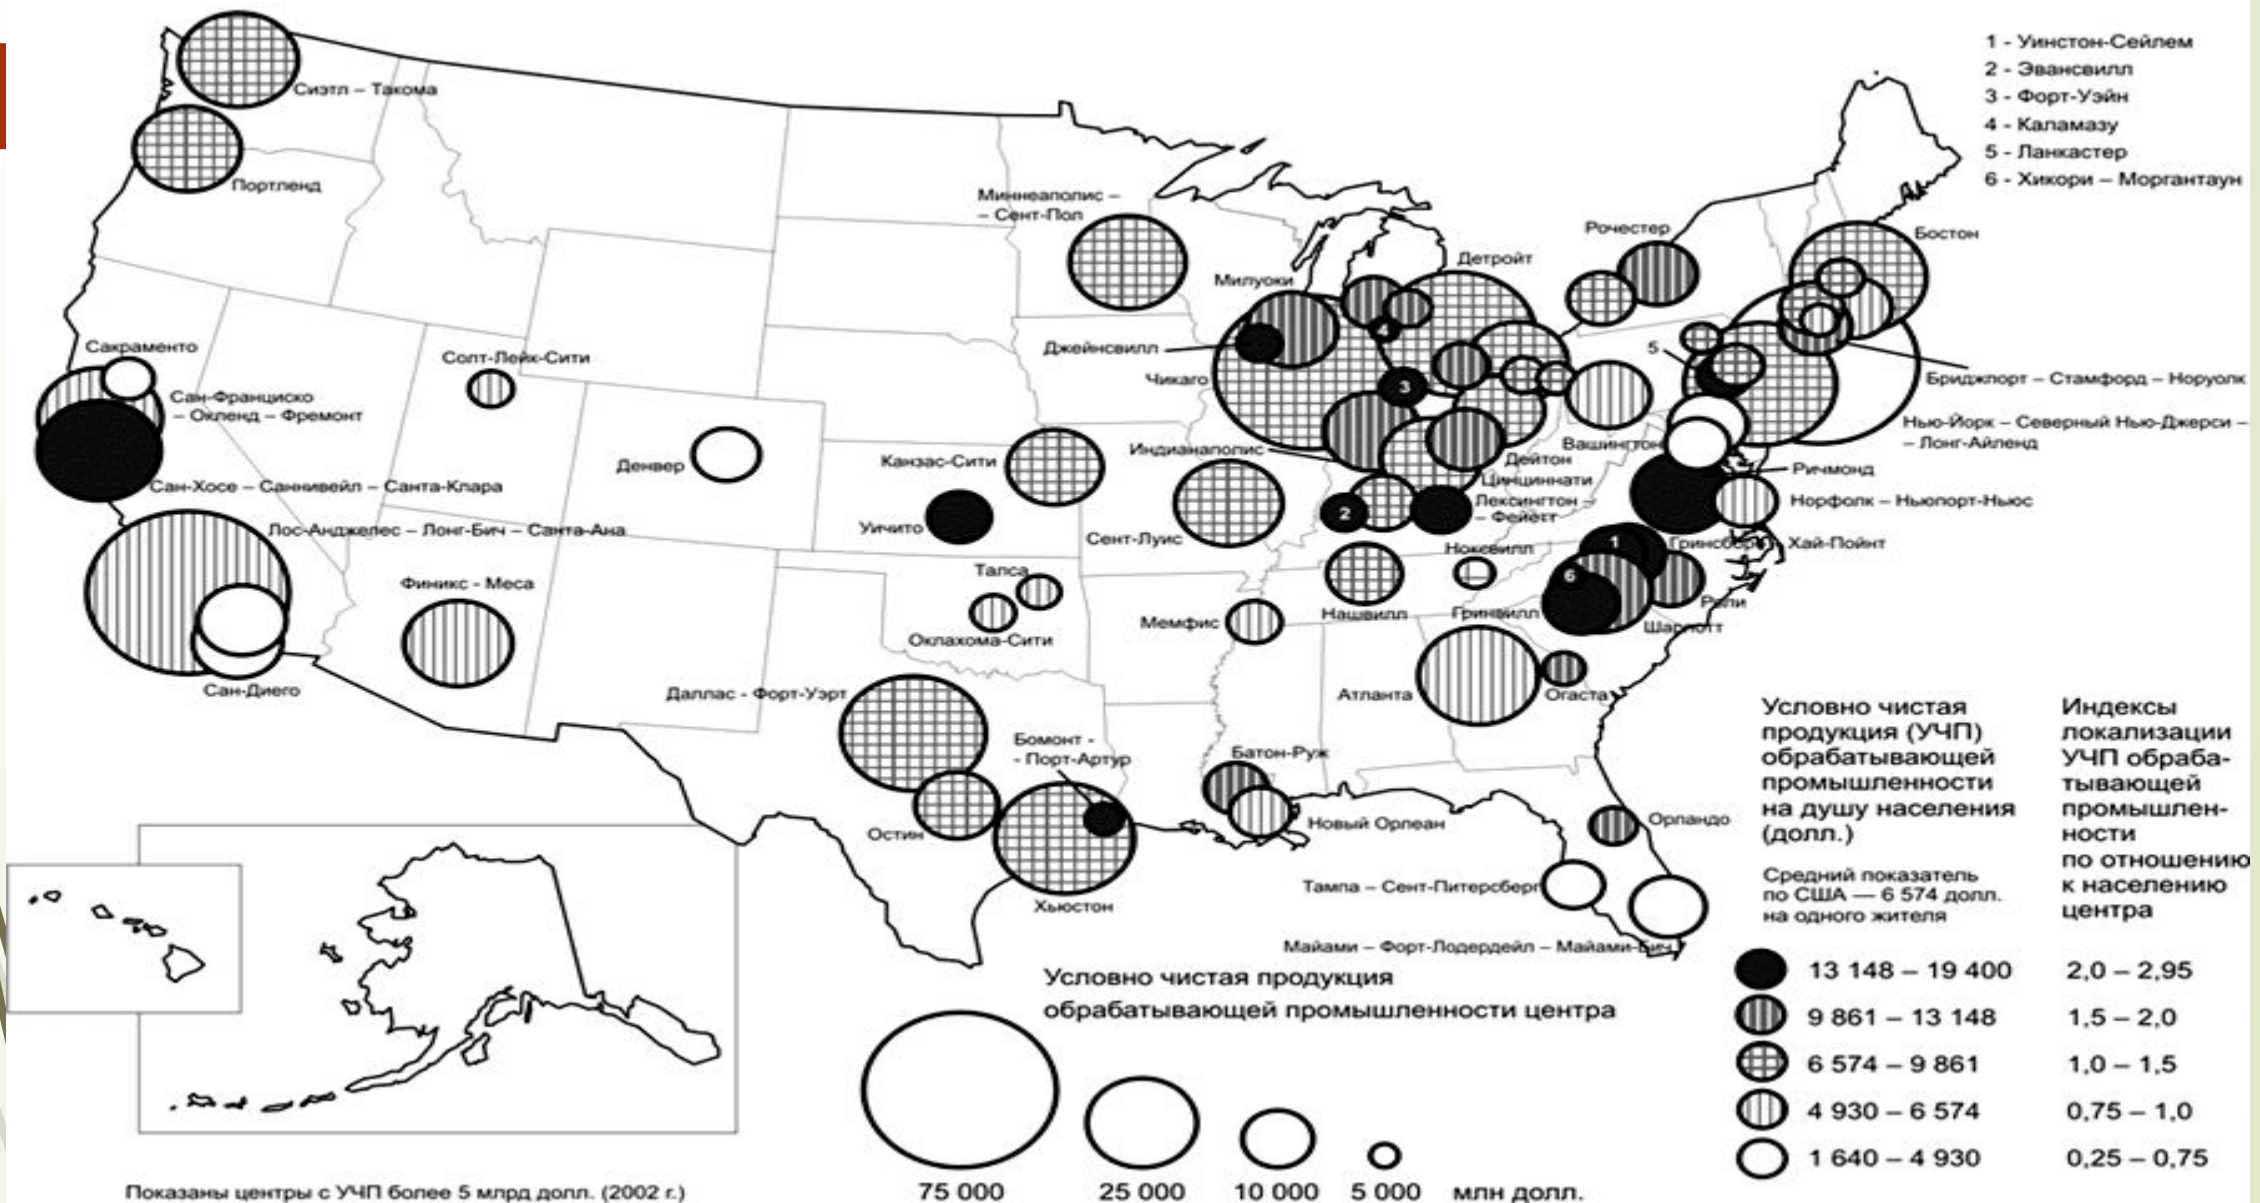 1 - Уинстон-Сейлем
2 - Эвансвилл
3 - Форт-Уэйн
4 - Каламазу
5 - Ланкастер
6 - Хикори – Моргантаун
Сиэтл – Такома
Портленд
Миннеаполис –
– Сент-Пол
Рочестер
Бостон
Детройт
Милуоки
Джейнсвилл
Чикаго
4
3
5
Сакраменто
Солт-Лейк-Сити
Сан-Франциско
– Окленд – Фремонт
Бриджпорт – Стамфорд – Норуолк
Нью-Йорк – Северный Нью-Джерси –
– Лонг-Айленд
Вашингтон
Денвер
Канзас-Сити
Индианаполис
Дейтон
Цинциннати
Ричмонд
Сан-Хосе – Саннивейл – Санта-Клара
Уичито
Лексингтон –
– Фейетт
2
Норфолк – Ньюпорт-Ньюс
Лос-Анджелес – Лонг-Бич – Санта-Ана
Сент-Луис
Ноксвилл
1
Гринсборо – Хай-Пойнт
Финикс - Меса
Талса
6
Оклахома-Сити
Мемфис
Нашвилл
Гринвилл
Роли
Шарлотт
Сан-Диего
Даллас - Форт-Уэрт
Атланта
Огаста
Бомонт -
- Порт-Артур
Батон-Руж
Остин
Новый Орлеан
Орландо
Хьюстон
Тампа – Сент-Питерсберг
Майами – Форт-Лодердейл – Майами-Бич
Условно чистая
продукция (УЧП)
обрабатывающей
промышленности
на душу населения
(долл.)
Средний показатель
по США — 6 574 долл.
на одного жителя
Индексы
локализации
УЧП обраба-
тывающей
промышлен-
ности
по отношению
к населению
центра
13 148 – 19 400 2,0 – 2,95
9 861 – 13 148 1,5 – 2,0
6 574 – 9 861 1,0 – 1,5
4 930 – 6 574 0,75 – 1,0
1 640 – 4 930 0,25 – 0,75
Условно чистая продукция
обрабатывающей промышленности центра
75 000 25 000 10 000 5 000 млн долл.
Показаны центры с УЧП более 5 млрд долл. (2002 г.)